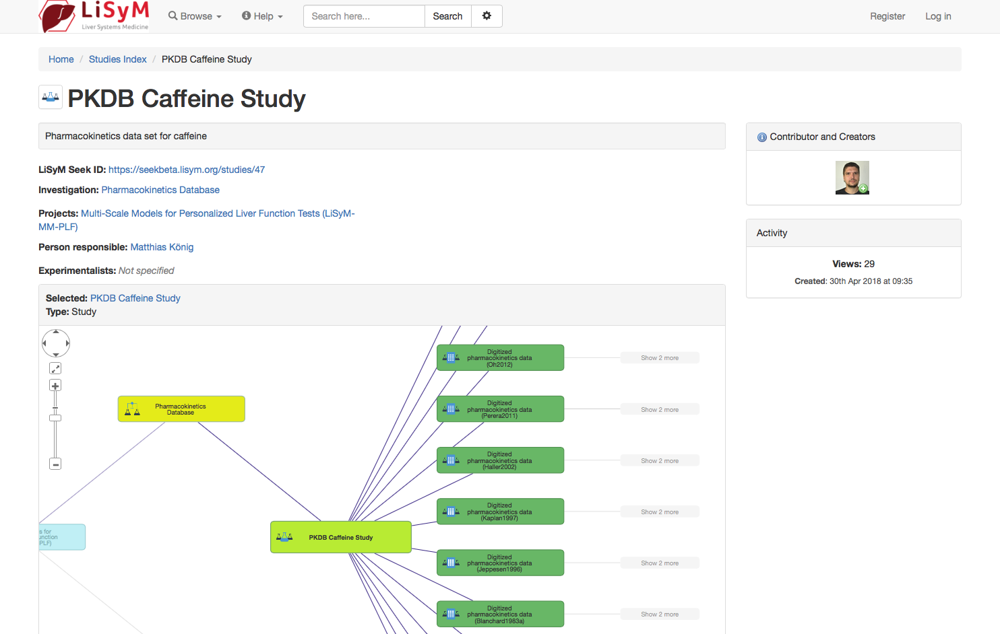 LiSyM
Liver Systems Medicine
Browse
Help
Search here...
Search
Register
Log in
Home / Studies Index / PKDB Caffeine Study
PKDB Caffeine Study
Pharmacokinetics data set for caffeine
LiSyM Seek ID: https://seekbeta.lisym.org/studies/47
Investigation: Pharmacokinetics Database
Projects: Multi-Scale Models for Personalized Liver Function Tests (LiSyM-
MM-PLF)
Person responsible: Matthias König
Experimentalists: Not specified
Contributor and Creators
Activity
Views: 29
Created: 30th Apr 2018 at 09:35
Selected: PKDB Caffeine Study
Type: Study
Digitized
pharmacokinetics data
(Oh2012)
Show 2 more
Pharmacokinetics
Database
Digitized
pharmacokinetics data
(Perera2011)
Show 2 more
Digitized
pharmacokinetics data
(Haller2002)
Show 2 more
Digitized
pharmacokinetics data
(Kaplan1997)
Show 2 more
s for
unction
PLF)
PKDB Caffeine Study
Digitized
pharmacokinetics data
(Jeppesen1996)
Show 2 more
Digitized
pharmacokinetics data
(Blanchard1983a)
Show 2 more